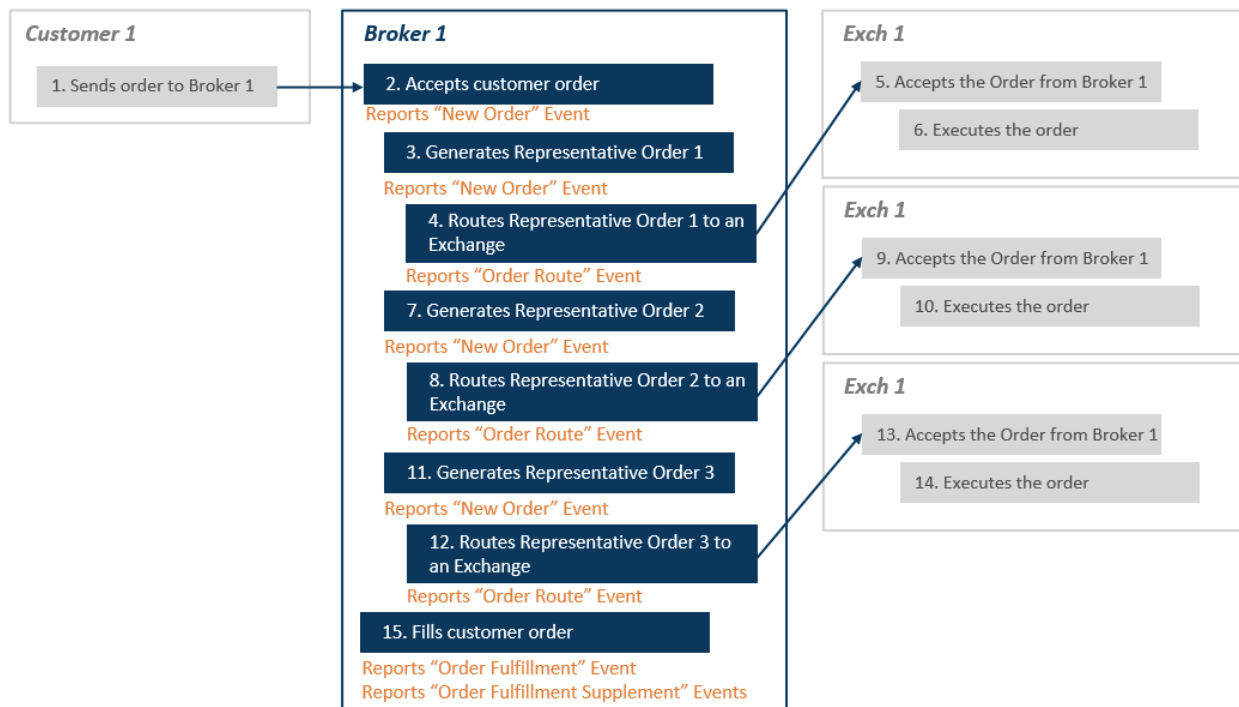 Customer 1
1. Sends order to Broker 1
Broker 1
2. Accepts customer order
Reports “New Order” Event
3. Generates Representative Order 1
Reports “New Order” Event
4. Routes Representative Order 1 to an
Exchange
Reports “Order Route” Event
7. Generates Representative Order 2
Reports “New Order” Event
8. Routes Representative Order 2 to an
Exchange
Reports “Order Route” Event
11. Generates Representative Order 3
Reports “New Order” Event
12. Routes Representative Order 3 to
an Exchange
Reports “Order Route” Event
15. Fills customer order
Reports “Order Fulfillment” Event
Reports “Order Fulfillment Supplement” Events
Exch 1
5. Accepts the Order from Broker 1
6. Executes the order
Exch 1
9. Accepts the Order from Broker 1
10. Executes the order
Exch 1
13. Accepts the Order from Broker 1
14. Executes the order